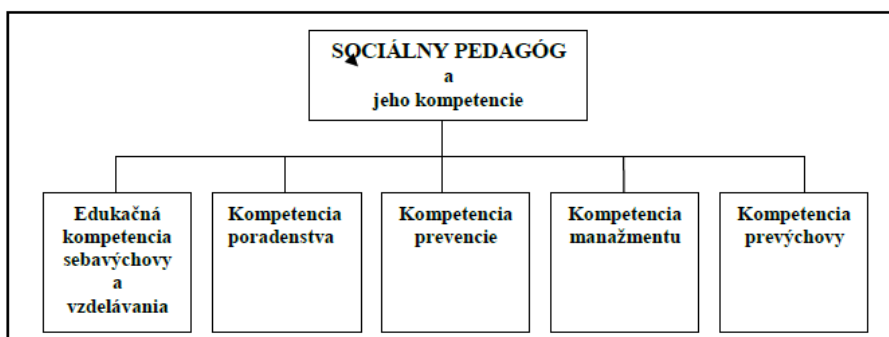 SOCIÁLNY PEDAGÓG
a
jeho kompetencie
Edukačná
kompetencia
sebavýchovy
a
vzdelávania
Kompetencia
poradenstva
Kompetencia
prevencie
Kompetencia
manažmentu
Kompetencia
prevýchovy